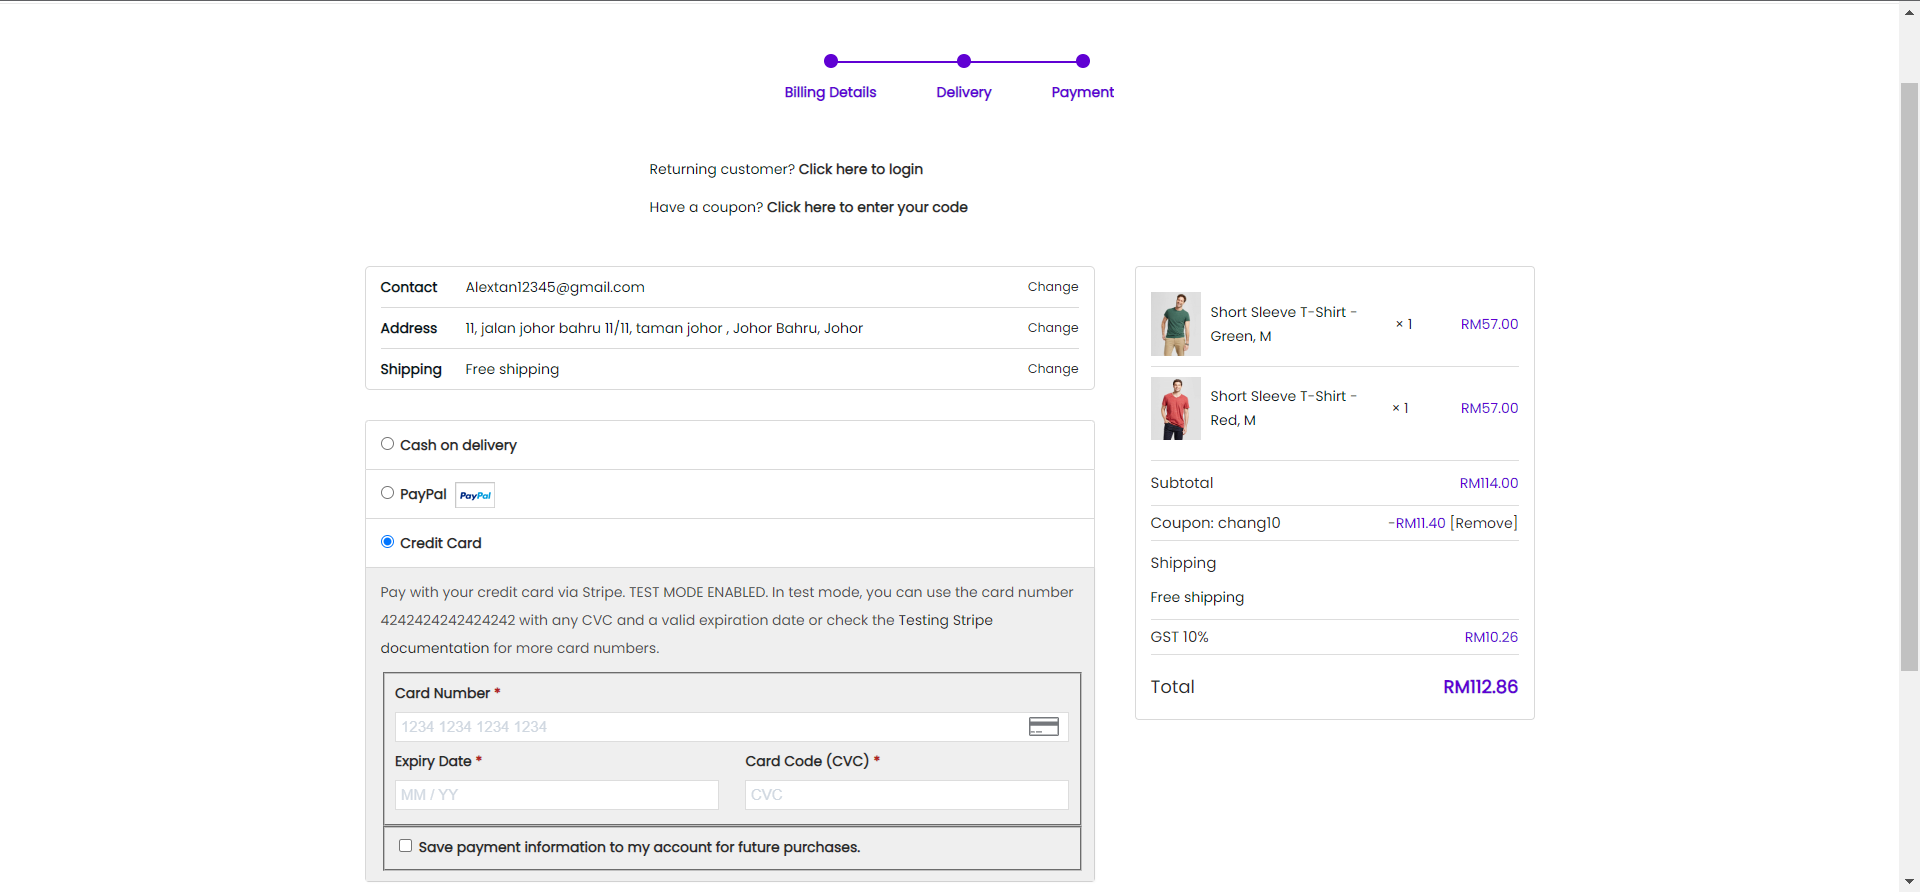 Billing Details
Delivery
Payment
Returning customer? Click here to login
Have a coupon? Click here to enter your code
Contact Alextan12345@gmail.com Change
Address 11, jalan johor bahru 11/11, taman johor , Johor Bahru, Johor Change
Shipping Free shipping Change
Cash on delivery
PayPal PayPal
Credit Card
Pay with your credit card via Stripe. TEST MODE ENABLED. In test mode, you can use the card number
4242424242424242 with any CVC and a valid expiration date or check the Testing Stripe
documentation for more card numbers.
Card Number *
1234 1234 1234 1234
Expiry Date *
MM / YY
Card Code (CVC) *
CVC
Save payment information to my account for future purchases.
Short Sleeve T-Shirt -
Green, M
× 1
RM57.00
Short Sleeve T-Shirt -
Red, M
× 1
RM57.00
Subtotal RM114.00
Coupon: chang10 -RM11.40 [Remove]
Shipping
Free shipping
GST 10% RM10.26
Total RM112.86